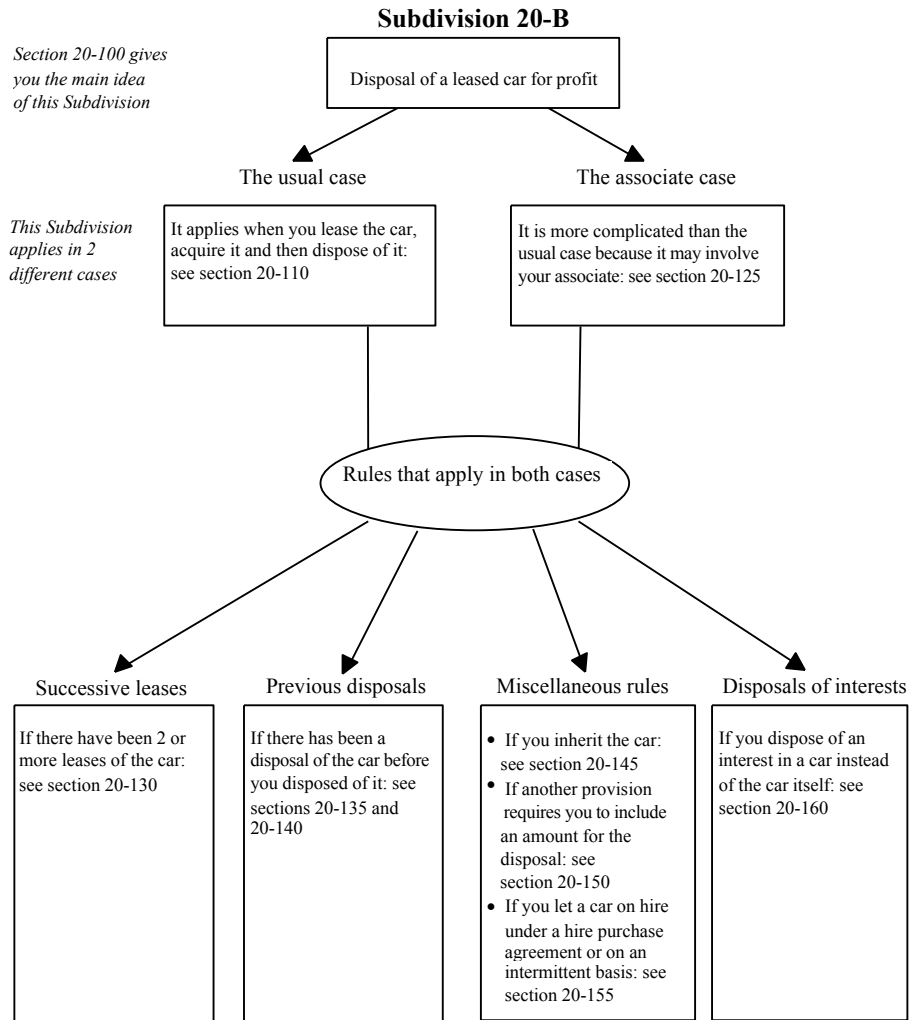 Subdivision 20-B
Section 20-100 gives
you the main idea
of this Subdivision
Disposal of a leased car for profit
The usual case
The associate case
This Subdivision
applies in 2
different cases
It applies when you lease the car,
acquire it and then dispose of it:
see section 20-110
It is more complicated than the
usual case because it may involve
your associate: see section 20-125
Rules that apply in both cases
Successive leases
If there have been 2 or
more leases of the car:
see section 20-130
Previous disposals
If there has been a
disposal of the car before
you disposed of it: see
sections 20-135 and
20-140
Miscellaneous rules
• If you inherit the car:
see section 20-145
• If another provision
requires you to include
an amount for the
disposal: see
section 20-150
• If you let a car on hire
under a hire purchase
agreement or on an
intermittent basis: see
section 20-155
Disposals of interests
If you dispose of an
interest in a car instead
of the car itself: see
section 20-160